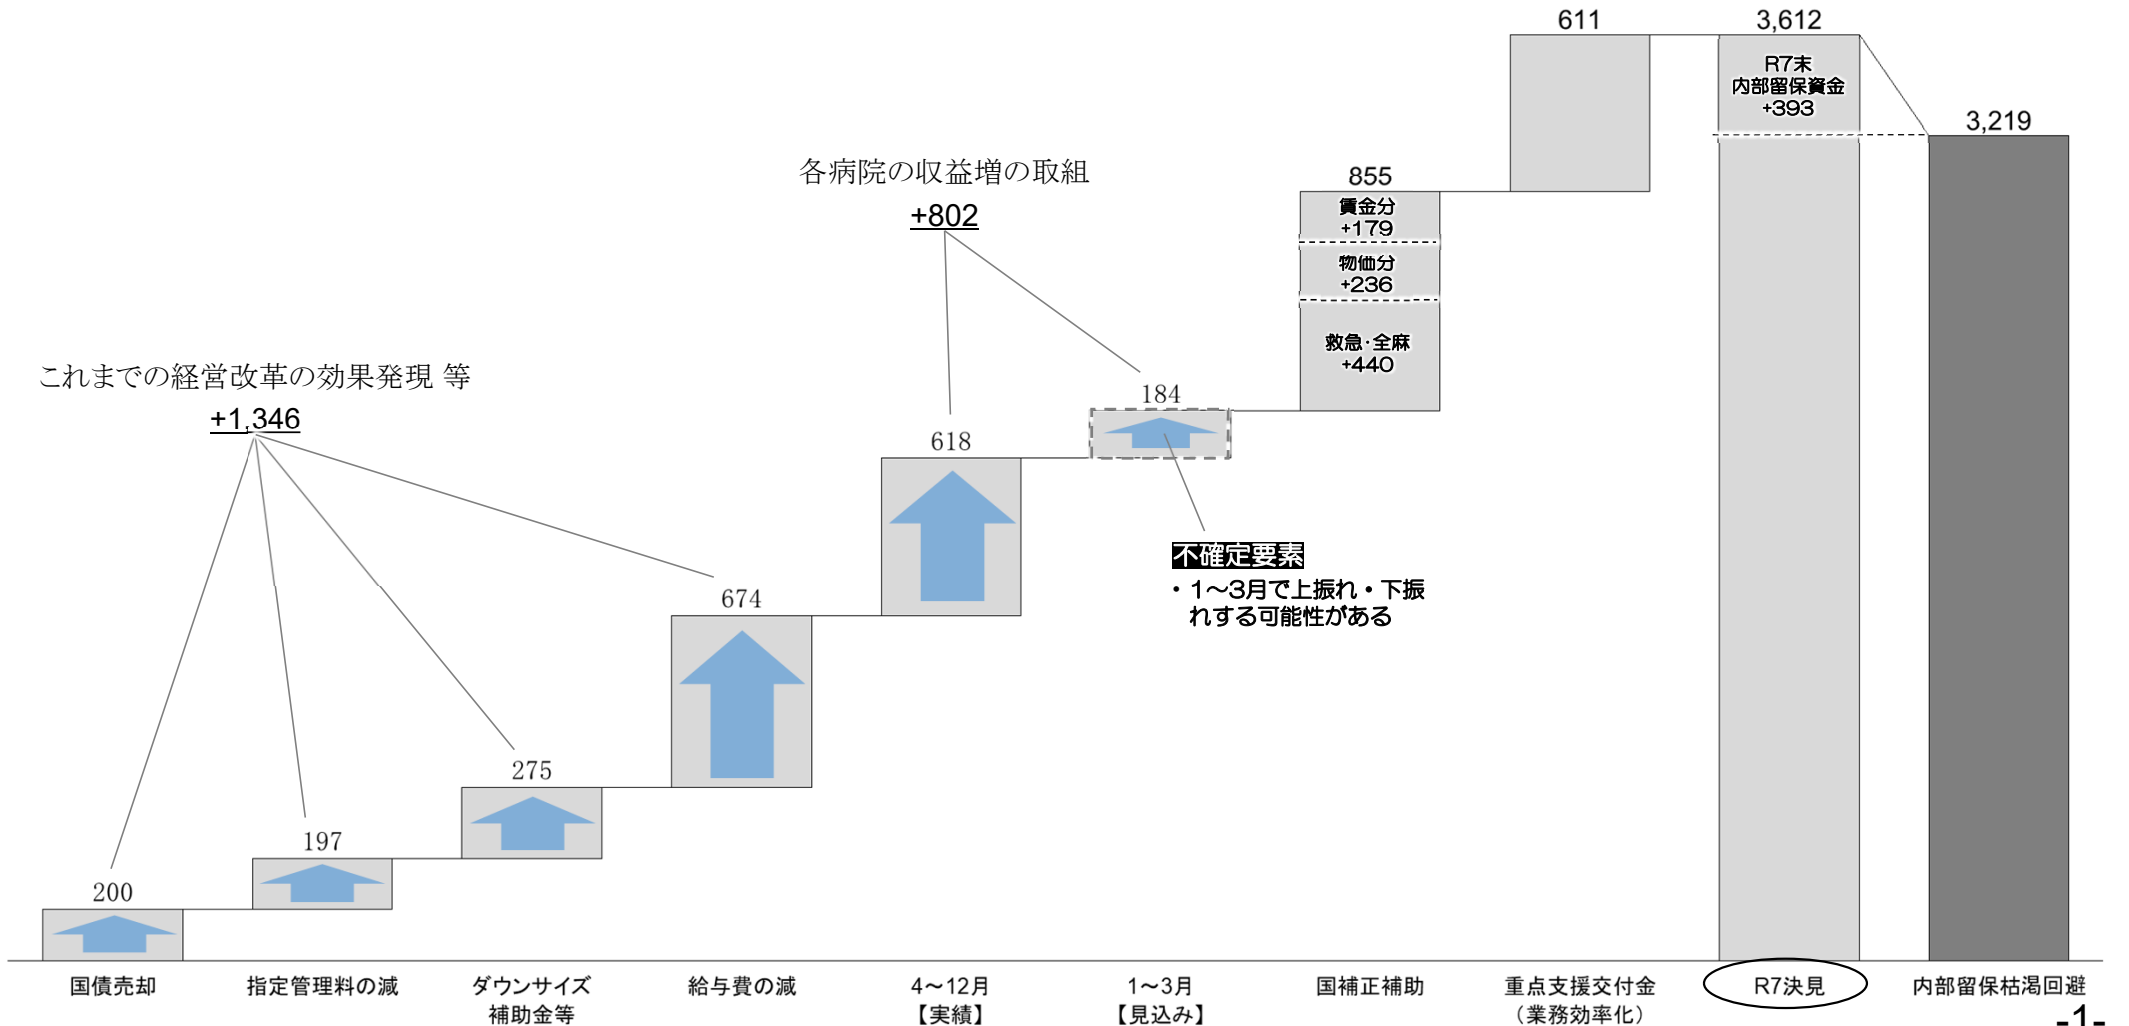 611
3,612
R7末
内部留保資金
+393
3,219
各病院の収益増の取組
+802
855
賃金分
+179
物価分
+236
救急・全麻
+440
これまでの経営改革の効果発現 等
+1,346
184
618
不確定要素
・1～3月で上振れ・下振
れする可能性がある
674
275
197
200
国債売却
指定管理料の減
ダウンサイズ
補助金等
給与費の減
4～12月
【実績】
1～3月
【見込み】
国補正補助
重点支援交付金
（業務効率化）
R7決見
内部留保枯渇回避
-1-